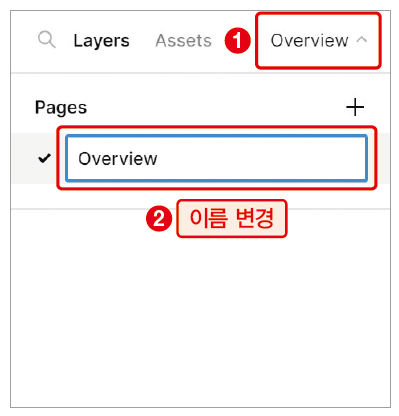 Layers Assets 1 Overview
Pages
Overview
2 이름 변경